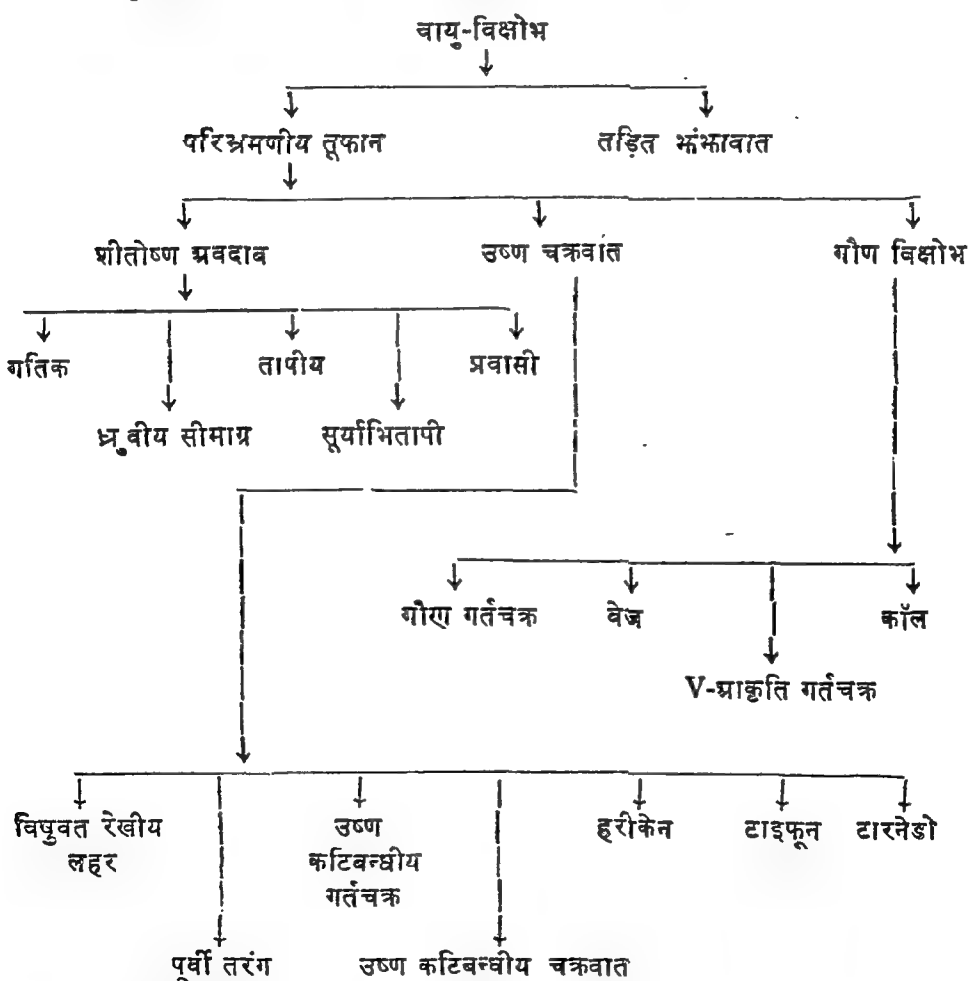 वायु-विक्षोभ
परिभ्रमणीय तूफान
तड़ित झंझावात
शीतोष्ण अवदाब
उष्ण चक्रवात
गौण विक्षोभ
गतिक
तापीय
प्रवासी
ध्रुवीय सीमाग्र
सूर्याभितापी
गौण गर्तचक्र
वेज
कॉल
V-आकृति गर्तचक्र
विषुवत रेखीय
लहर
उष्ण
कटिबन्धीय
गर्तचक्र
हरीकेन
टाइफून
टारनेडो
पूर्वी तरंग
उष्ण कटिबन्धीय चक्रवात